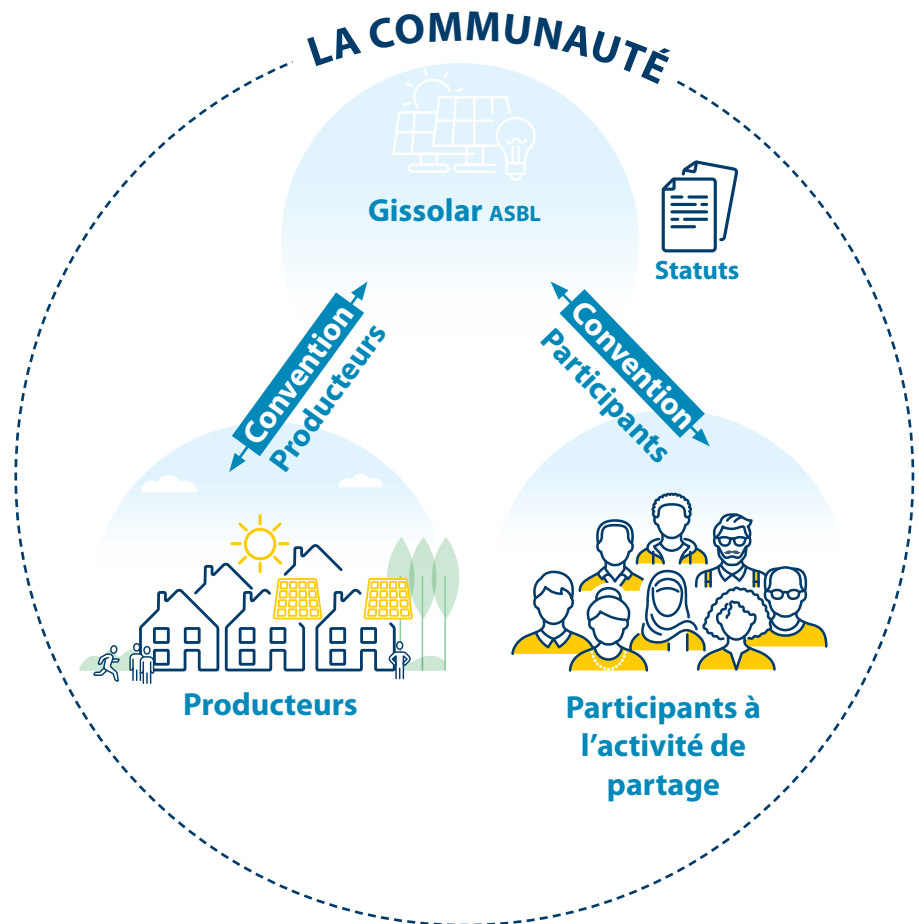 LA COMMUNAUTÉ
Gissolar ASBL
Statuts
Convention
Producteurs
Convention
Participants
Producteurs
Participants à
l’activité de
partage